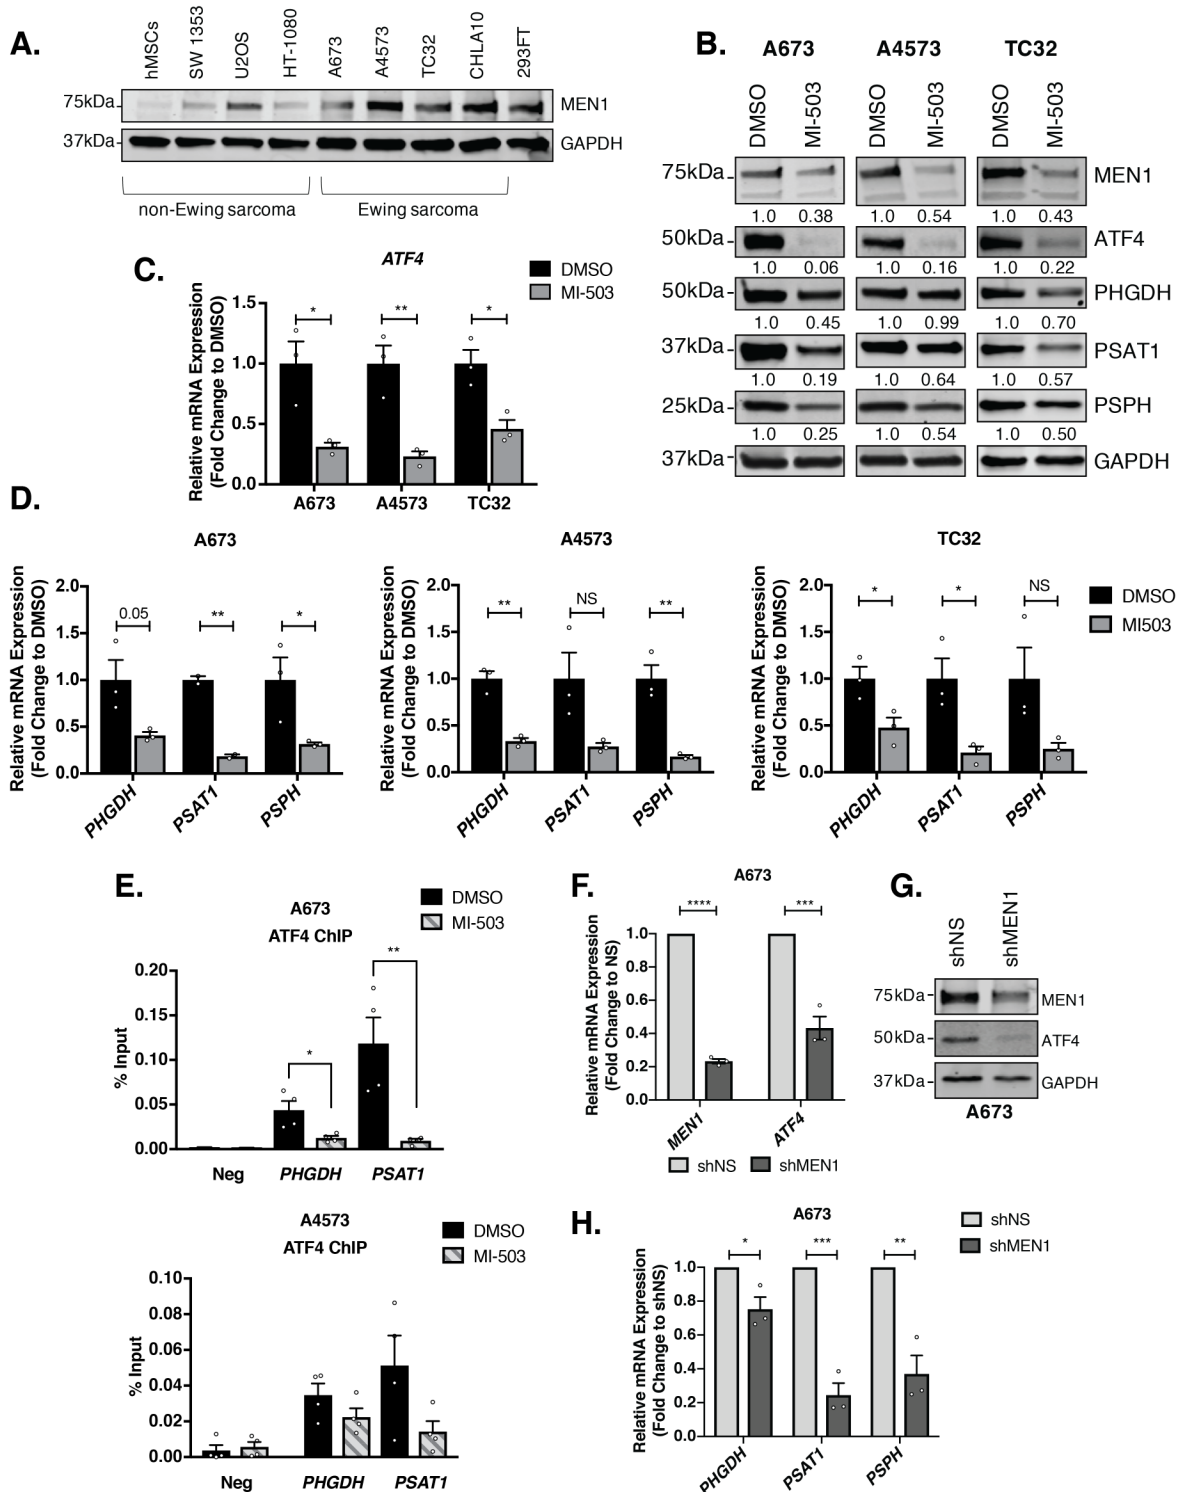 A.
hMSCs
SW 1353
U2OS
HT-1080
A673
A4573
TC32
CHLA10
293FT
75kDa
MEN1
37kDa
GAPDH
non-Ewing sarcoma
Ewing sarcoma
B.
A673 A4573 TC32
DMSO MI-503 DMSO MI-503 DMSO MI-503
75kDa MEN1
1.0 0.38 1.0 0.54 1.0 0.43
50kDa ATF4
1.0 0.06 1.0 0.16 1.0 0.22
50kDa PHGDH
1.0 0.45 1.0 0.99 1.0 0.70
37kDa PSAT1
1.0 0.19 1.0 0.64 1.0 0.57
25kDa PSPH
1.0 0.25 1.0 0.54 1.0 0.50
37kDa GAPDH
C.
ATF4
DMSO
MI-503
Relative mRNA Expression
(Fold Change to DMSO)
1.5
1.0
0.5
0.0
* ** *
A673 A4573 TC32
D.
A673
Relative mRNA Expression
(Fold Change to DMSO)
2.0
1.5
1.0
0.5
0.0
0.05 ** *
PHGDH PSAT1 PSPH
A4573
Relative mRNA Expression
(Fold Change to DMSO)
2.0
1.5
1.0
0.5
0.0
** NS **
PHGDH PSAT1 PSPH
TC32
Relative mRNA Expression
(Fold Change to DMSO)
2.0
1.5
1.0
0.5
0.0
* * NS
PHGDH PSAT1 PSPH
DMSO
MI503
E.
A673
ATF4 ChIP
DMSO
MI-503
% Input
0.20
0.15
0.10
0.05
0.00
* **
Neg PHGDH PSAT1
A4573
ATF4 ChIP
DMSO
MI-503
% Input
0.10
0.08
0.06
0.04
0.02
0.00
Neg PHGDH PSAT1
F.
A673
Relative mRNA Expression
(Fold Change to NS)
1.0
0.8
0.6
0.4
0.2
0.0
**** ***
MEN1 ATF4
shNS shMEN1
G.
shNS shMEN1
75kDa MEN1
50kDa ATF4
37kDa GAPDH
A673
H.
A673
shNS
shMEN1
Relative mRNA Expression
(Fold Change to shNS)
1.0
0.8
0.6
0.4
0.2
0.0
* *** **
PHGDH PSAT1 PSPH